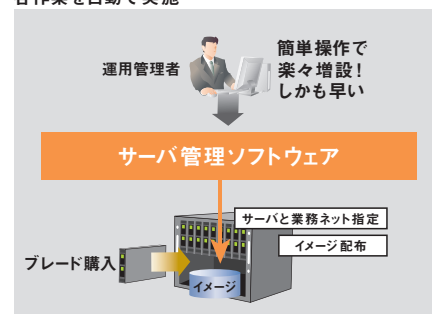 各作業を自動で実施
運用管理者
簡単操作で
楽々増設!
しかも早い
サーバ管理ソフトウェア
サーバと業務ネット指定
イメージ配布
ブレード購入
イメージ